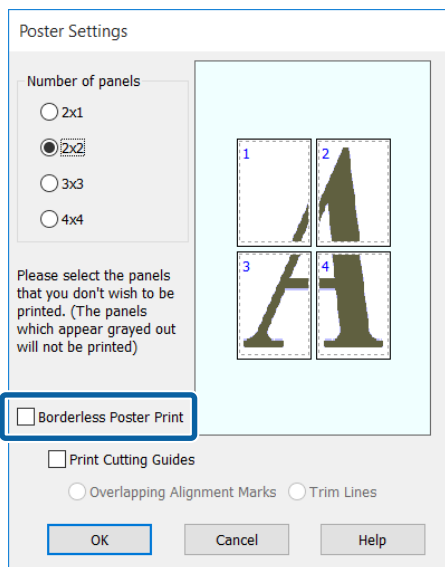 Poster Settings
Number of panels
2x1
2x2
3x3
4x4
1
2
3
4
Please select the panels
that you don't wish to be
printed. (The panels
which appear grayed out
will not be printed)
Borderless Poster Print
Print Cutting Guides
Overlapping Alignment Marks Trim Lines
OK Cancel Help